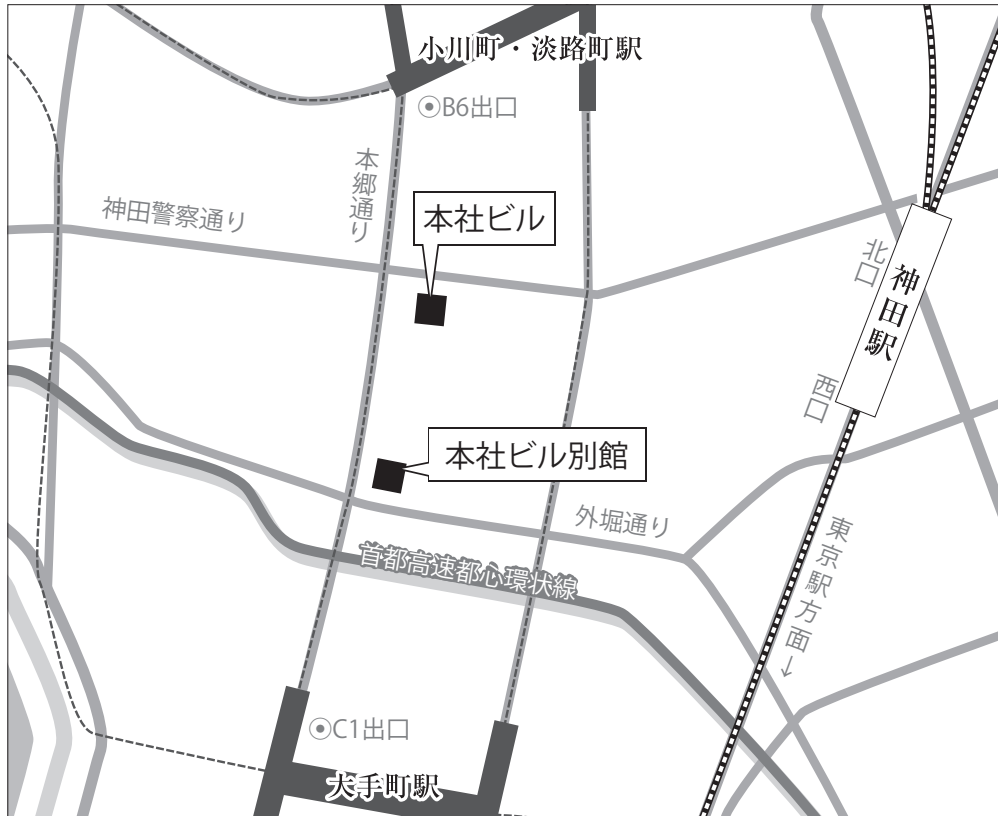 小川町・淡路町駅
B6出口
本郷通り
神田警察通り
本社ビル
北口
神田駅
西口
本社ビル別館
外堀通り
首都高速都心環状線
東京駅方面→
C1出口
大手町駅